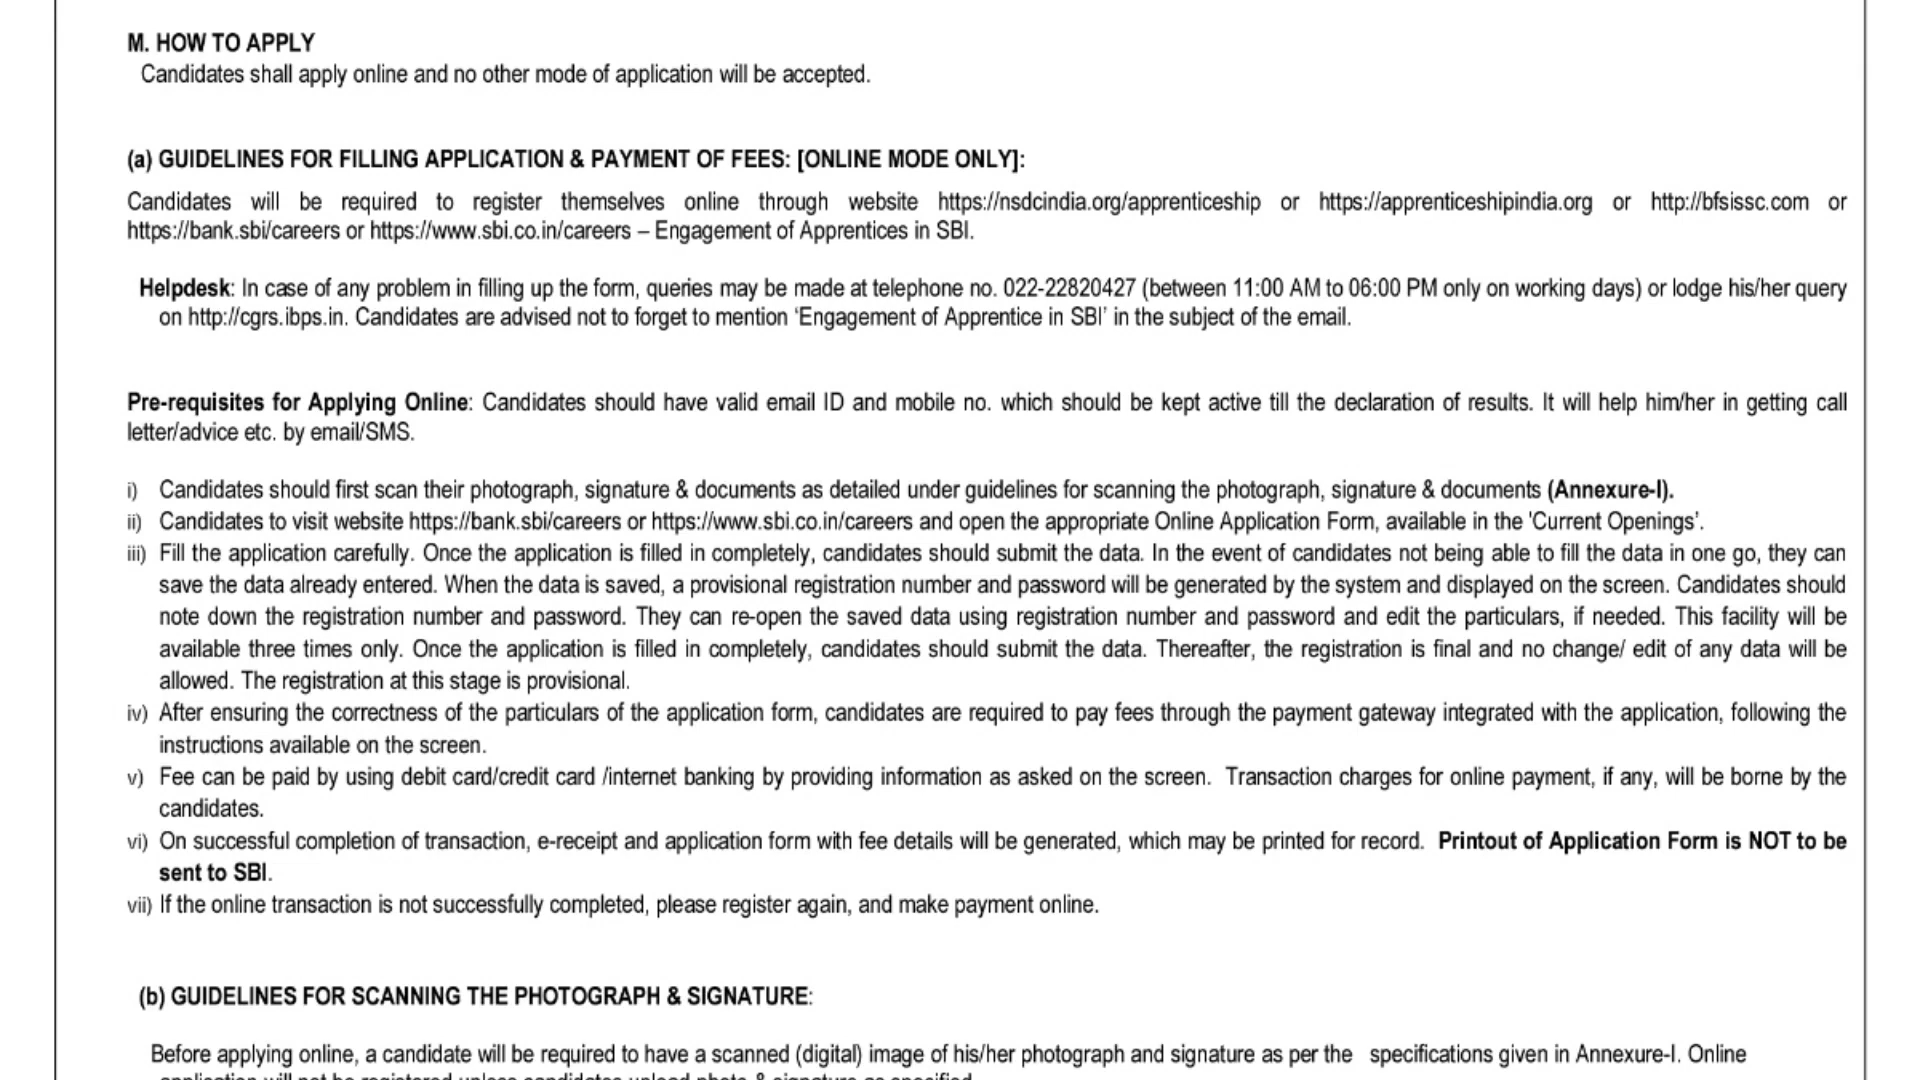 M. HOW TO APPLY
Candidates shall apply online and no other mode of application will be accepted.
(a) GUIDELINES FOR FILLING APPLICATION & PAYMENT OF FEES: [ONLINE MODE ONLY]:
Candidates will be required to register themselves online through website https://nsdcindia.org/apprenticeship or https://apprenticeshipindia.org or http://bfsissc.com or
https://bank.sbi/careers or https://www.sbi.co.in/careers – Engagement of Apprentices in SBI.
Helpdesk: In case of any problem in filling up the form, queries may be made at telephone no. 022-22820427 (between 11:00 AM to 06:00 PM only on working days) or lodge his/her query
on http://cgrs.ibps.in. Candidates are advised not to forget to mention ‘Engagement of Apprentice in SBI’ in the subject of the email.
Pre-requisites for Applying Online: Candidates should have valid email ID and mobile no. which should be kept active till the declaration of results. It will help him/her in getting call
letter/advice etc. by email/SMS.
i) Candidates should first scan their photograph, signature & documents as detailed under guidelines for scanning the photograph, signature & documents (Annexure-I).
ii) Candidates to visit website https://bank.sbi/careers or https://www.sbi.co.in/careers and open the appropriate Online Application Form, available in the 'Current Openings’.
iii) Fill the application carefully. Once the application is filled in completely, candidates should submit the data. In the event of candidates not being able to fill the data in one go, they can
save the data already entered. When the data is saved, a provisional registration number and password will be generated by the system and displayed on the screen. Candidates should
note down the registration number and password. They can re-open the saved data using registration number and password and edit the particulars, if needed. This facility will be
available three times only. Once the application is filled in completely, candidates should submit the data. Thereafter, the registration is final and no change/ edit of any data will be
allowed. The registration at this stage is provisional.
iv) After ensuring the correctness of the particulars of the application form, candidates are required to pay fees through the payment gateway integrated with the application, following the
instructions available on the screen.
v) Fee can be paid by using debit card/credit card /internet banking by providing information as asked on the screen. Transaction charges for online payment, if any, will be borne by the
candidates.
vi) On successful completion of transaction, e-receipt and application form with fee details will be generated, which may be printed for record. Printout of Application Form is NOT to be
sent to SBI.
vii) If the online transaction is not successfully completed, please register again, and make payment online.
(b) GUIDELINES FOR SCANNING THE PHOTOGRAPH & SIGNATURE:
Before applying online, a candidate will be required to have a scanned (digital) image of his/her photograph and signature as per the specifications given in Annexure-I. Online
application will not be registered unless candidates upload photo & signature as specified.